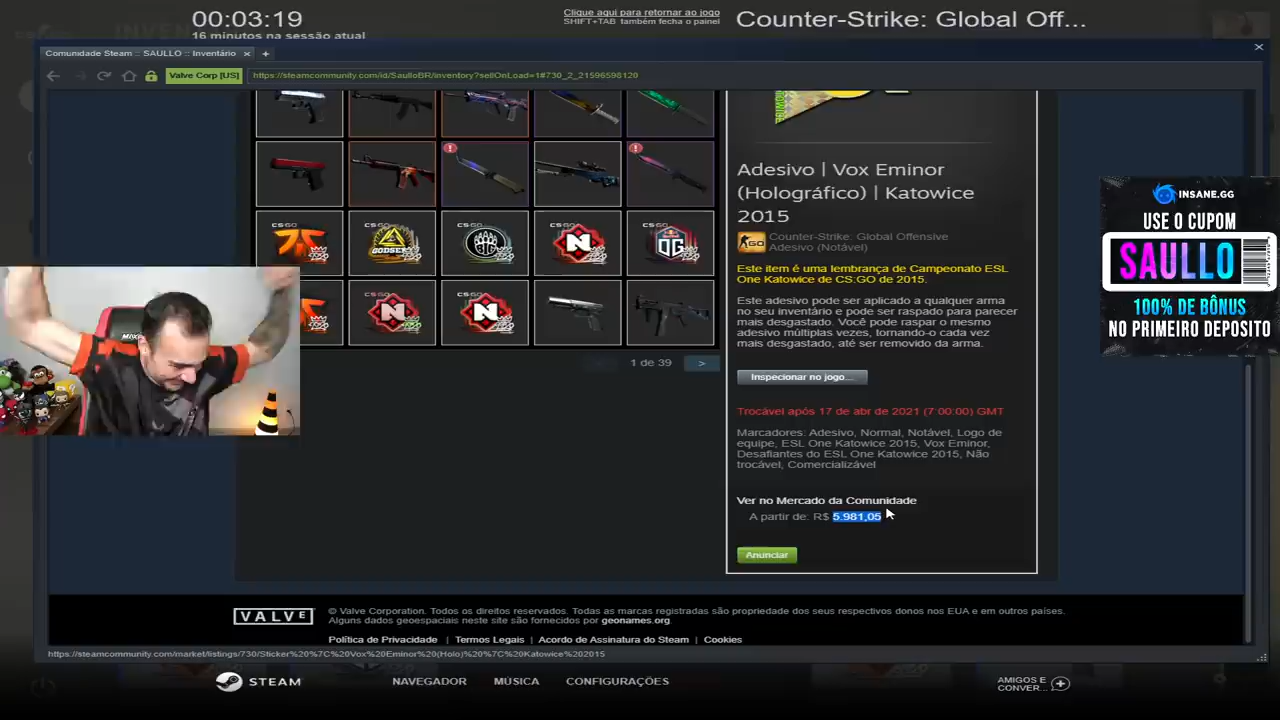 00:03:19
16 minutos na sessão atual
Clique aqui para retornar ao jogo
SHIFT+TAB também fecha o painel
Counter-Strike: Global Off...
Comunidade Steam :: SAULLO :: Inventário
Valve Corp [US]
https://steamcommunity.com/id/SaulloBR/inventory?sellOnLoad=1#730_2_21596598120
Adesivo | Vox Eminor
(Holográfico) | Katowice
2015
Counter-Strike: Global Offensive
Adesivo (Notável)
Este item é uma lembrança de Campeonato ESL
One Katowice de CS:GO de 2015.
Este adesivo pode ser aplicado a qualquer arma
no seu inventário e pode ser raspado para parecer
mais desgastado. Você pode raspar o mesmo
adesivo múltiplas vezes, tornando-o cada vez
mais desgastado, até ser removido da arma.
Inspecionar no jogo...
Trocável após 17 de abr de 2021 (7:00:00) GMT
Marcadores: Adesivo, Normal, Notável, Logo de
equipe, ESL One Katowice 2015, Vox Eminor,
Desafiantes do ESL One Katowice 2015, Não
trocável, Comercializável
Ver no Mercado da Comunidade
A partir de: R$ 5.981,05
Anunciar
1 de 39
>
INSANE.GG
USE O CUPOM
SAULLO
100% DE BÔNUS
NO PRIMEIRO DEPOSITO
VALVE
© Valve Corporation. Todos os direitos reservados. Todas as marcas registradas são propriedade dos seus respectivos donos nos EUA e em outros países.
Alguns dados geoespaciais neste site são fornecidos por geonames.org.
Política de Privacidade | Termos Legais | Acordo de Assinatura do Steam | Cookies
https://steamcommunity.com/market/listings/730/Sticker%20%7C%20Vox%20Eminor%20(Holo)%20%7C%20Katowice%202015
STEAM
NAVEGADOR
MÚSICA
CONFIGURAÇÕES
AMIGOS E
CONVER...